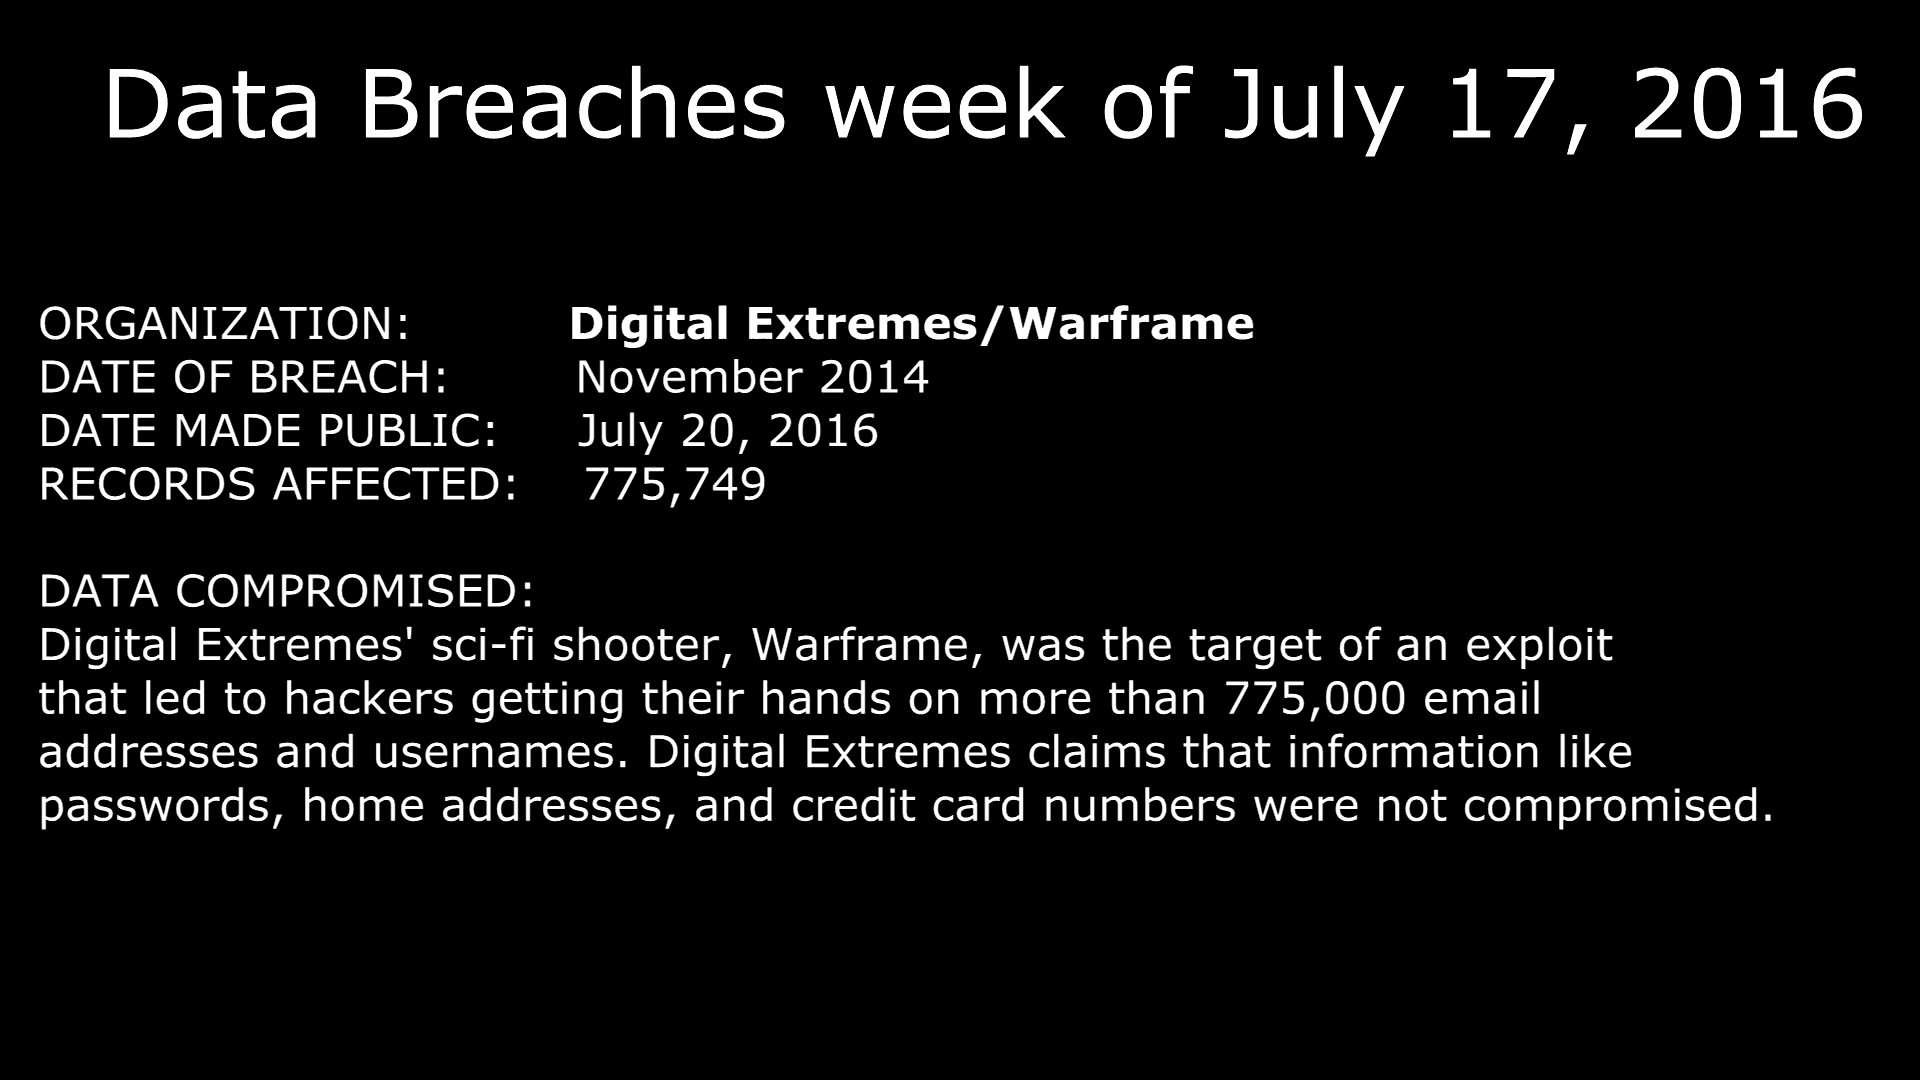 Data Breaches week of July 17, 2016
ORGANIZATION: Digital Extremes/Warframe
DATE OF BREACH: November 2014
DATE MADE PUBLIC: July 20, 2016
RECORDS AFFECTED: 775,749
DATA COMPROMISED:
Digital Extremes' sci-fi shooter, Warframe, was the target of an exploit
that led to hackers getting their hands on more than 775,000 email
addresses and usernames. Digital Extremes claims that information like
passwords, home addresses, and credit card numbers were not compromised.